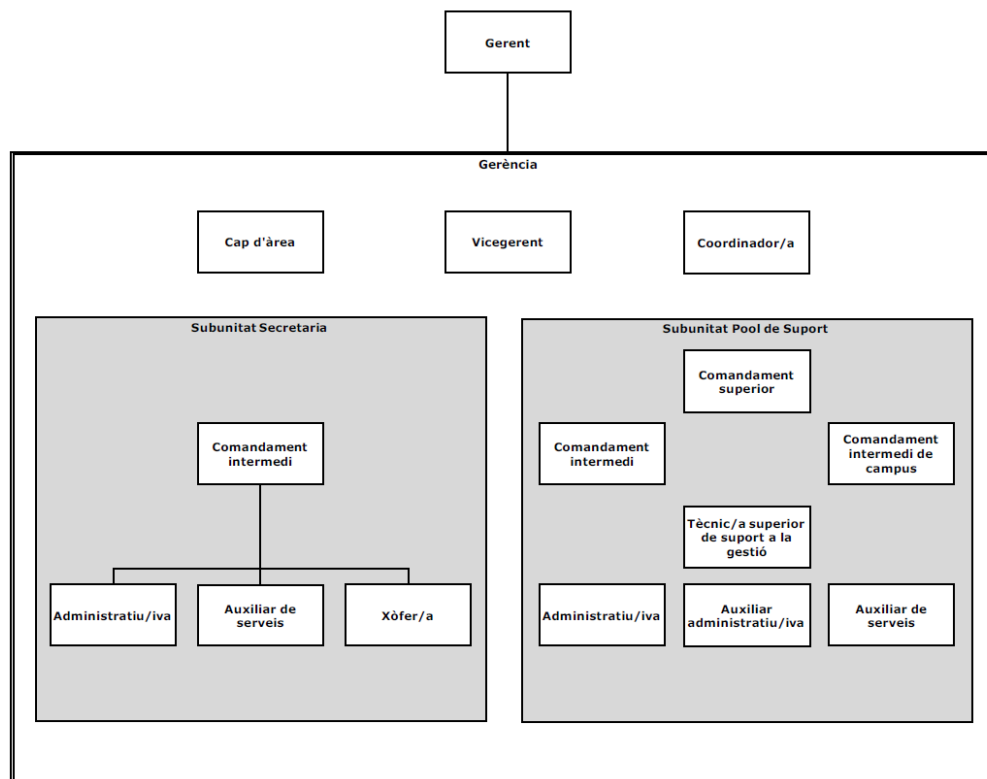 Gerent
Gerència
Cap d'àrea
Vicegerent
Coordinador/a
Subunitat Secretaria
Comandament
intermedi
Administratiu/iva
Auxiliar de
serveis
Xòfer/a
Subunitat Pool de Suport
Comandament
superior
Comandament
intermedi
Comandament
intermedi de
campus
Tècnic/a superior
de suport a la
gestió
Administratiu/iva
Auxiliar
administratiu/iva
Auxiliar de
serveis